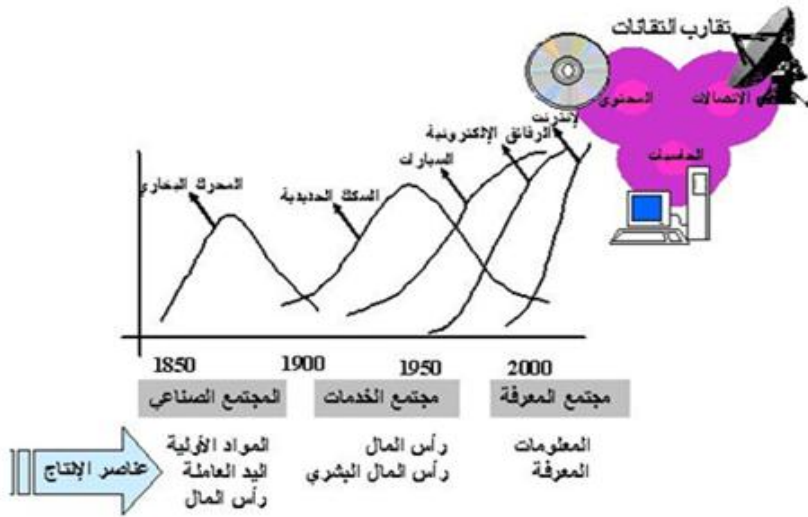 تقارب التقانات
المحتوى
الاتصالات
الحاسبات
لإنترنت
الرقائق الإلكترونية
السيارات
السكك الحديدية
المحرك البخاري
1850 1900 1950 2000
المجتمع الصناعي مجتمع الخدمات مجتمع المعرفة
عناصر الإنتاج
المواد الأولية
اليد العاملة
رأس المال
رأس المال
رأس المال البشري
المعلومات
المعرفة